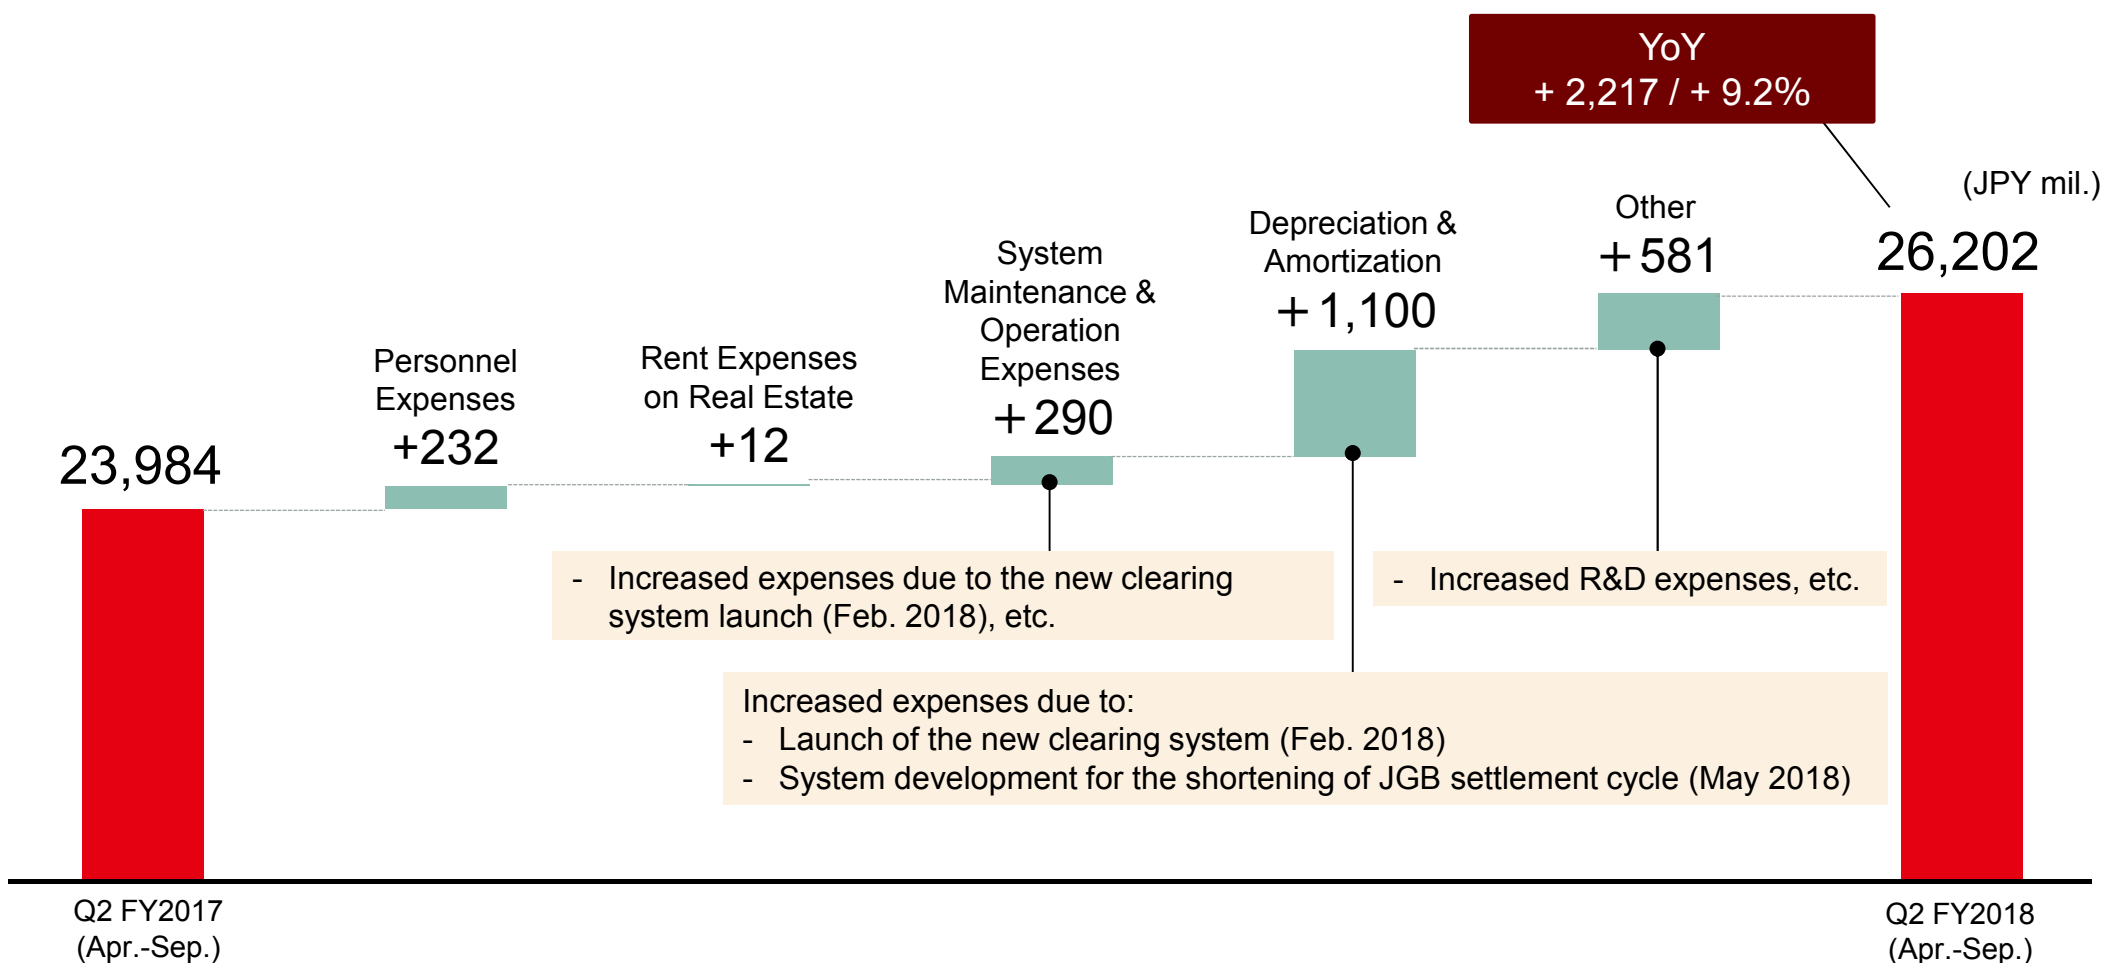 YoY
+ 2,217 / + 9.2%
(JPY mil.)
23,984
Personnel
Expenses
+232
Rent Expenses
on Real Estate
+12
System
Maintenance &
Operation
Expenses
＋290
Depreciation &
Amortization
＋1,100
Other
＋581
26,202
- Increased expenses due to the new clearing
system launch (Feb. 2018), etc.
- Increased R&D expenses, etc.
Increased expenses due to:
- Launch of the new clearing system (Feb. 2018)
- System development for the shortening of JGB settlement cycle (May 2018)
Q2 FY2017
(Apr.-Sep.)
Q2 FY2018
(Apr.-Sep.)